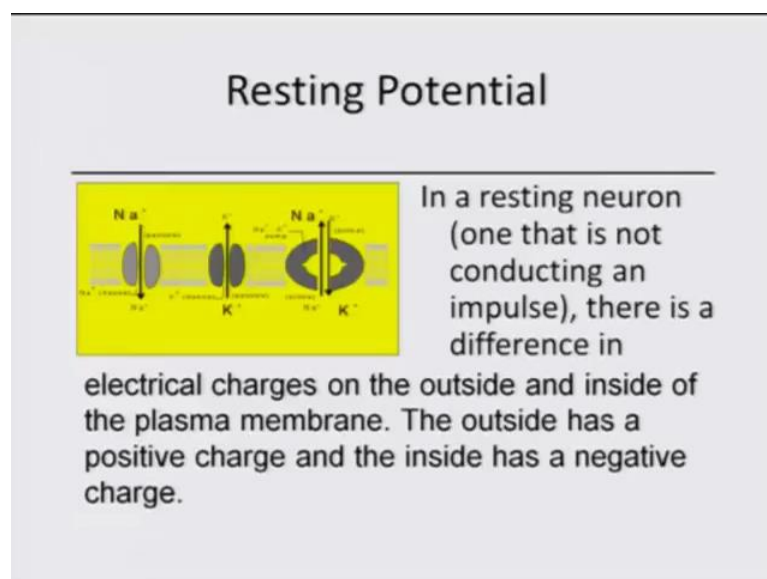 Resting Potential
Na⁺ K⁺ Na⁺ K⁺
Na⁺ K⁺ Na⁺ K⁺
In a resting neuron
(one that is not
conducting an
impulse), there is a
difference in
electrical charges on the outside and inside of
the plasma membrane. The outside has a
positive charge and the inside has a negative
charge.